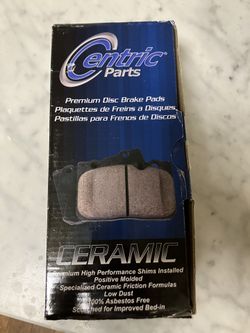 Centric
Parts
Premium Disc Brake Pads
Plaquettes de Freins a Disques
Pastillas para Frenos de Discos
CERAMIC
Premium High Performance Shims Installed
Positive Molded
Specialized Ceramic Friction Formulas
Low Dust
100% Asbestos Free
Scorched for Improved Bed-in